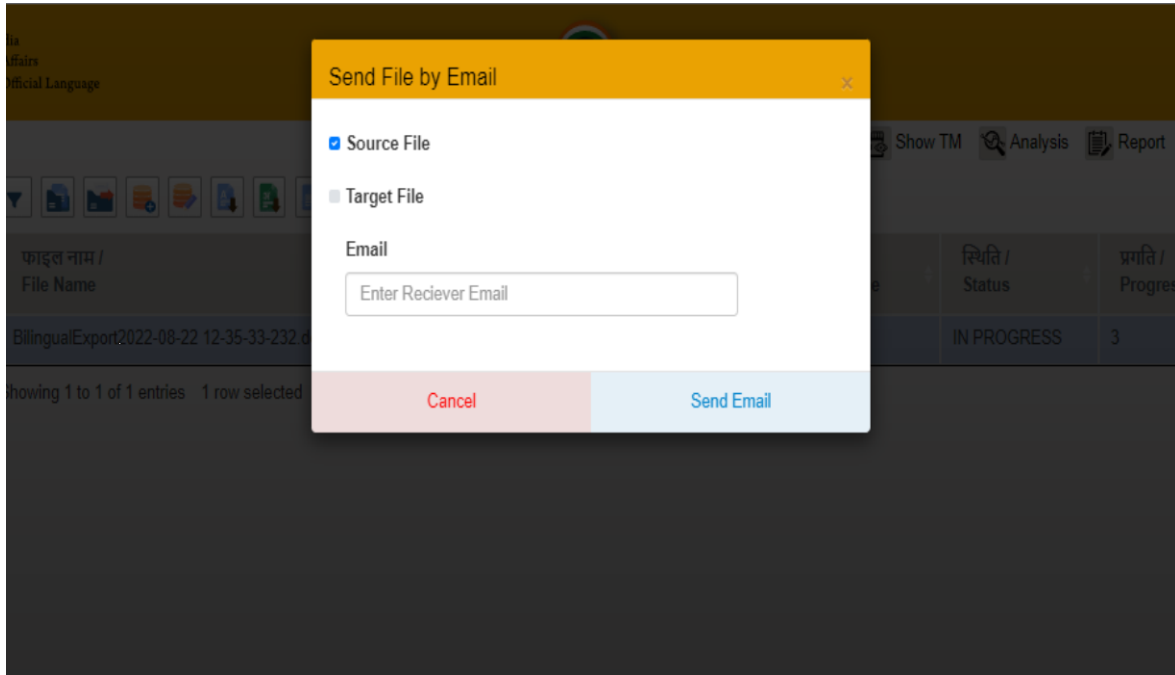 Affairs
Official Language
Send File by Email
×
Source File
Show TM Analysis Report
Target File
Email
फाइल नाम /
File Name
स्थिति /
Status
प्रगति /
Enter Reciever Email
BilingualExport2022-08-22 12-35-33-232.d
IN PROGRESS 3
Showing 1 to 1 of 1 entries 1 row selected
Cancel Send Email